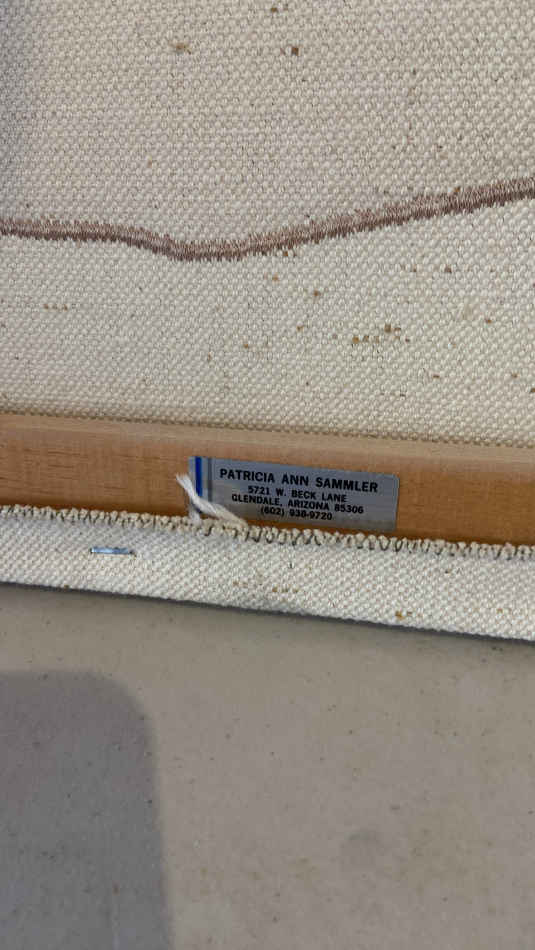 PATRICIA ANN SAMMLER
5721 W. BECK LANE
GLENDALE, ARIZONA 85306
(602) 938-9720